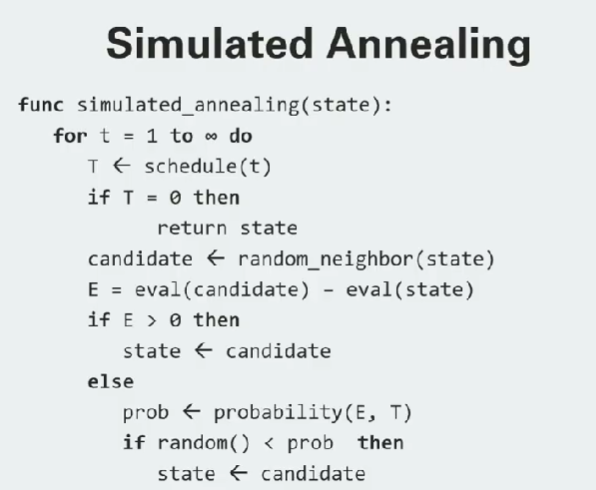 Simulated Annealing
func simulated_annealing(state):
for t = 1 to ∞ do
T ← schedule(t)
if T = 0 then
return state
candidate ← random_neighbor(state)
E = eval(candidate) – eval(state)
if E > 0 then
state ← candidate
else
prob ← probability(E, T)
if random() < prob then
state ← candidate